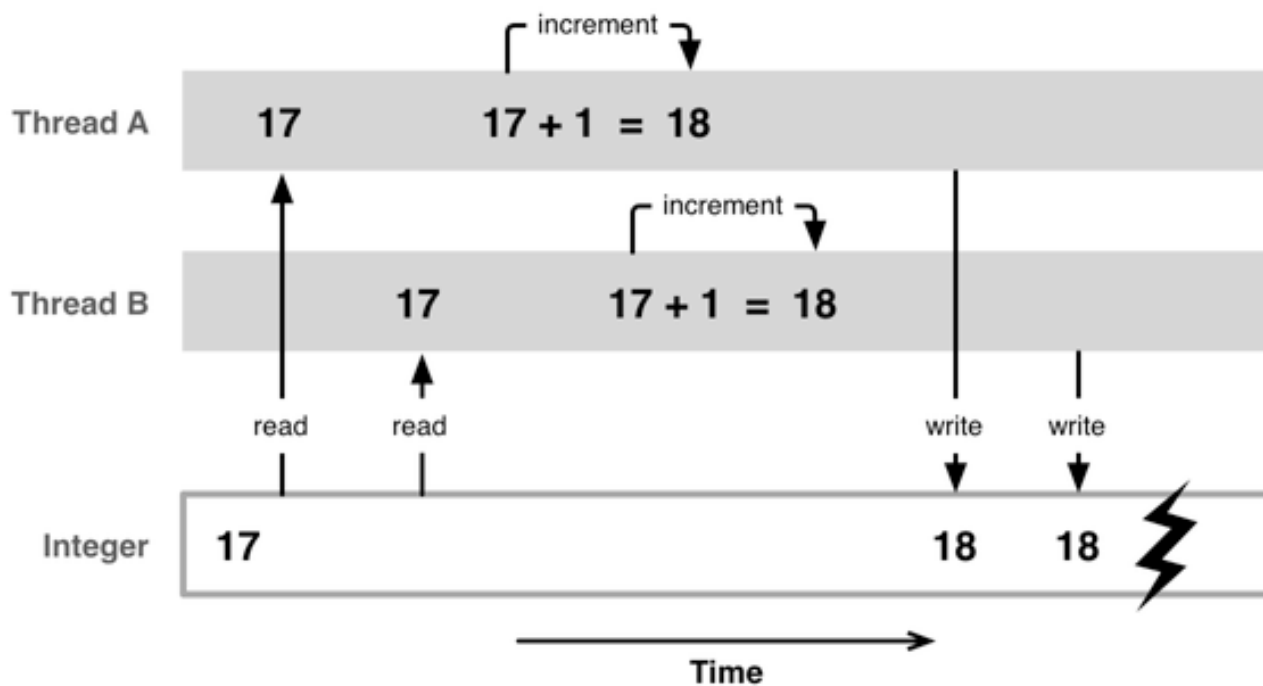 increment
Thread A 17 17 + 1 = 18
increment
Thread B 17 17 + 1 = 18
read read write write
Integer 17 18 18
Time